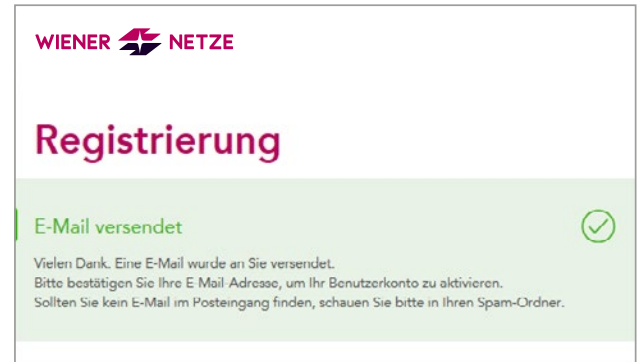 WIENER NETZE
Registrierung
E-Mail versendet
Vielen Dank. Eine E-Mail wurde an Sie versendet.
Bitte bestätigen Sie Ihre E-Mail-Adresse, um Ihr Benutzerkonto zu aktivieren.
Sollten Sie kein E-Mail im Posteingang finden, schauen Sie bitte in Ihren Spam-Ordner.